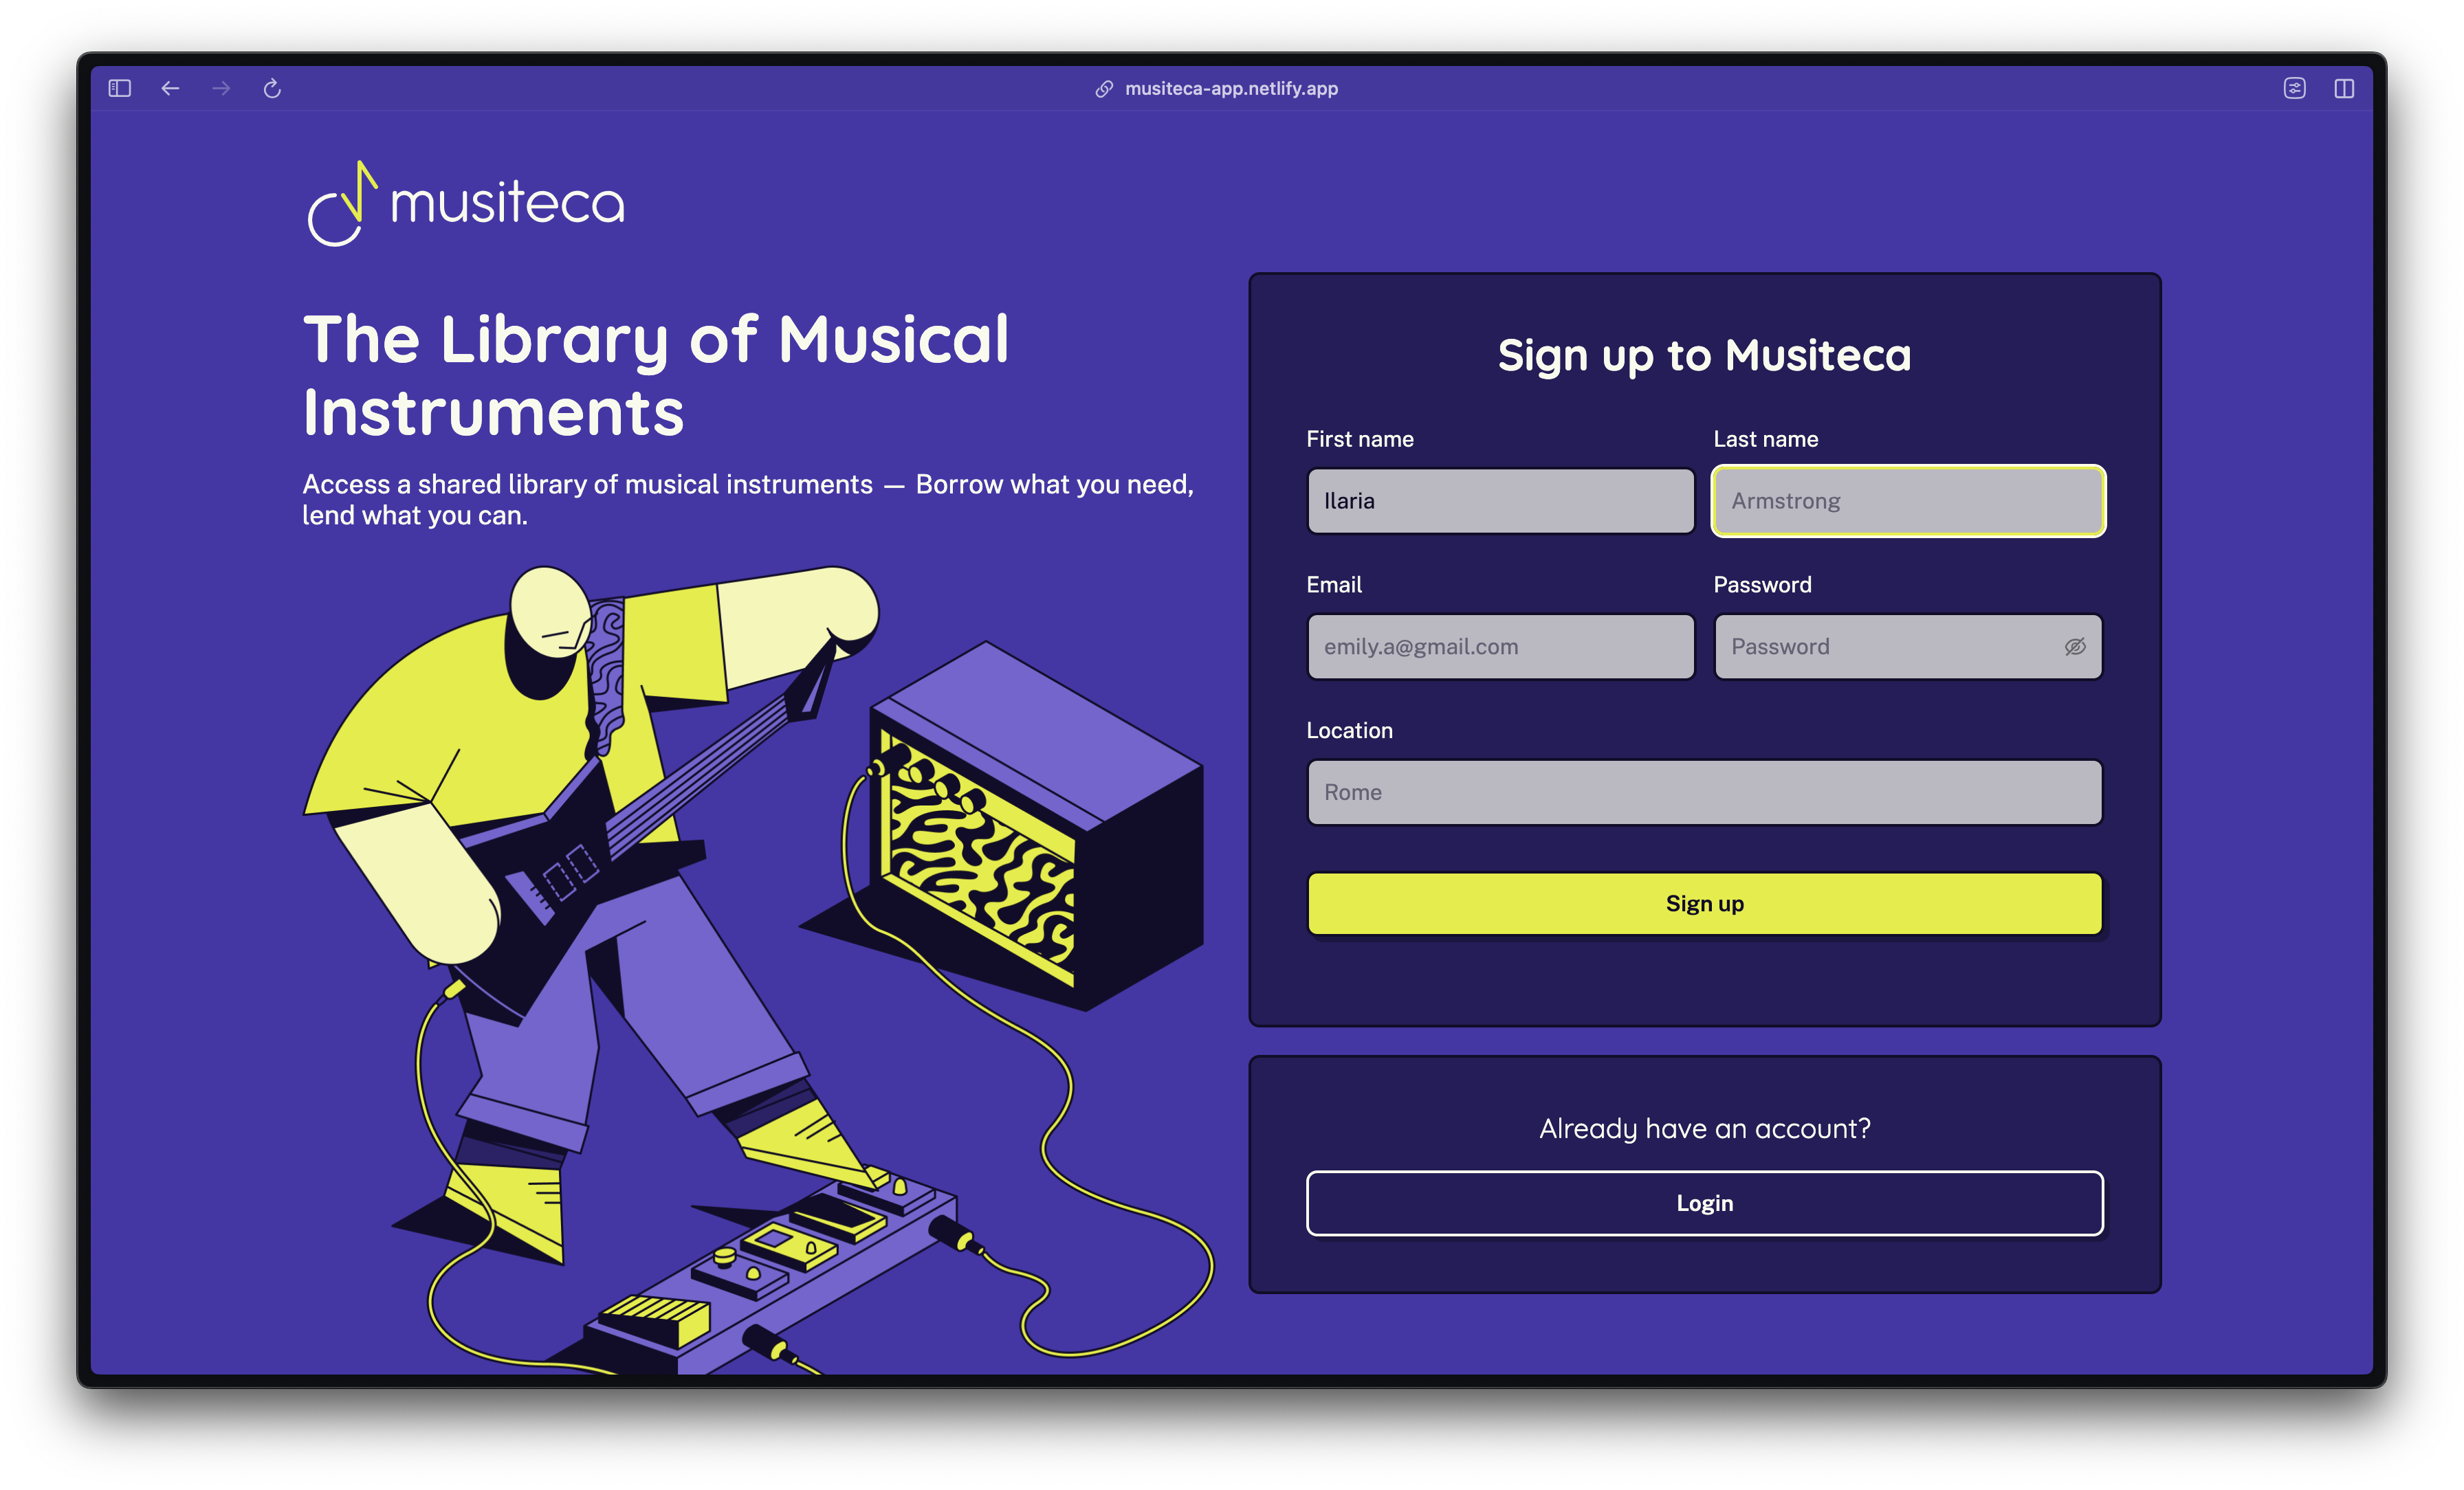 musiteca-app.netlify.app
musiteca
The Library of Musical
Instruments
Access a shared library of musical instruments — Borrow what you need,
lend what you can.
Sign up to Musiteca
First name
Last name
Ilaria
Armstrong
Email
Password
emily.a@gmail.com
Password
Location
Rome
Sign up
Already have an account?
Login